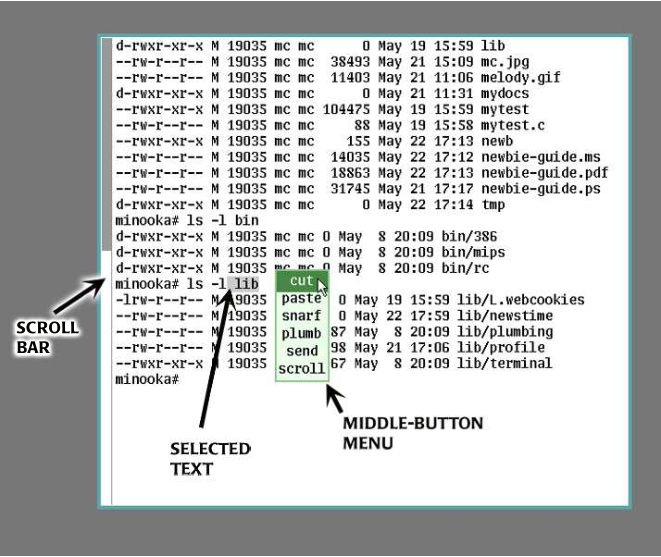 d-rwxr-xr-x M 19035 mc mc      0 May 19 15:59 lib
--rw-r--r-- M 19035 mc mc  38493 May 21 15:09 mc.jpg
--rw-r--r-- M 19035 mc mc  11403 May 21 11:06 melody.gif
d-rwxr-xr-x M 19035 mc mc      0 May 21 11:31 mydocs
--rw-r--r-- M 19035 mc mc 104475 May 19 15:59 mytest
--rw-r--r-- M 19035 mc mc     88 May 19 15:58 mytest.c
--rw-r--r-- M 19035 mc mc    155 May 22 17:13 newb
--rw-r--r-- M 19035 mc mc  14035 May 22 17:12 newbie-guide.ms
--rw-r--r-- M 19035 mc mc  18863 May 22 17:13 newbie-guide.pdf
--rw-r--r-- M 19035 mc mc  31745 May 21 17:17 newbie-guide.ps
d-rwxr-xr-x M 19035 mc mc      0 May 22 17:14 tmp
minooka# ls -l bin
d-rwxr-xr-x M 19035 mc mc 0 May  8 20:09 bin/386
d-rwxr-xr-x M 19035 mc mc 0 May  8 20:09 bin/mips
d-rwxr-xr-x M 19035 mc mc 0 May  8 20:09 bin/rc
minooka# ls -l lib
-lrw-r--r-- M 19035 0 May 19 15:59 lib/L.webcookies
--rw-r--r-- M 19035 0 May 22 17:59 lib/newstime
--rw-r--r-- M 19035 87 May  8 20:09 lib/plumbing
--rw-r--r-- M 19035 98 May 21 17:06 lib/profile
--rwxr-xr-x M 19035 67 May  8 20:09 lib/terminal
minooka#
cut
paste
snarf
plumb
send
scroll
SCROLL
BAR
SELECTED
TEXT
MIDDLE-BUTTON
MENU